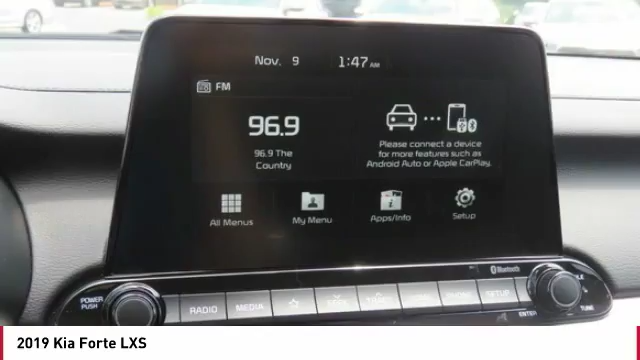 Nov. 9 1:47 AM
FM
96.9
96.9 The
Country
Please connect a device
for more features such as
Android Auto or Apple CarPlay.
All Menus
My Menu
Apps/Info
Setup
Bluetooth
POWER
PUSH
RADIO
MEDIA
SEEK
TRACK
PHONE
SETUP
ENTER
TUNE
2019 Kia Forte LXS